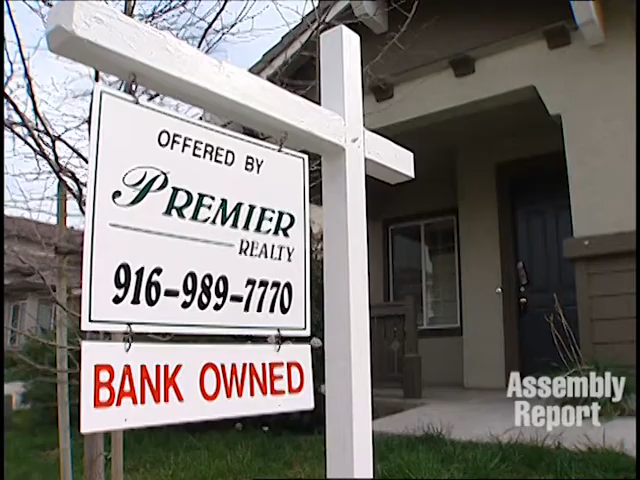 OFFERED BY
PREMIER
REALTY
916-989-7770
BANK OWNED
Assembly
Report